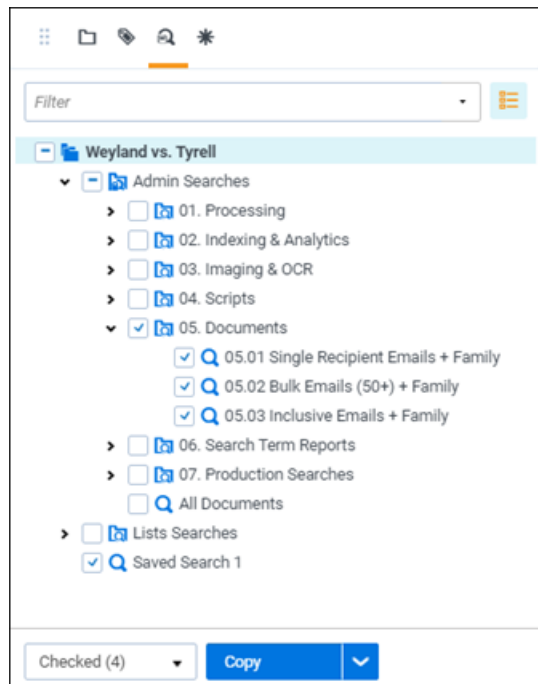 Filter
Weyland vs. Tyrell
Admin Searches
01. Processing
02. Indexing & Analytics
03. Imaging & OCR
04. Scripts
05. Documents
05.01 Single Recipient Emails + Family
05.02 Bulk Emails (50+) + Family
05.03 Inclusive Emails + Family
06. Search Term Reports
07. Production Searches
All Documents
Lists Searches
Saved Search 1
Checked (4) Copy